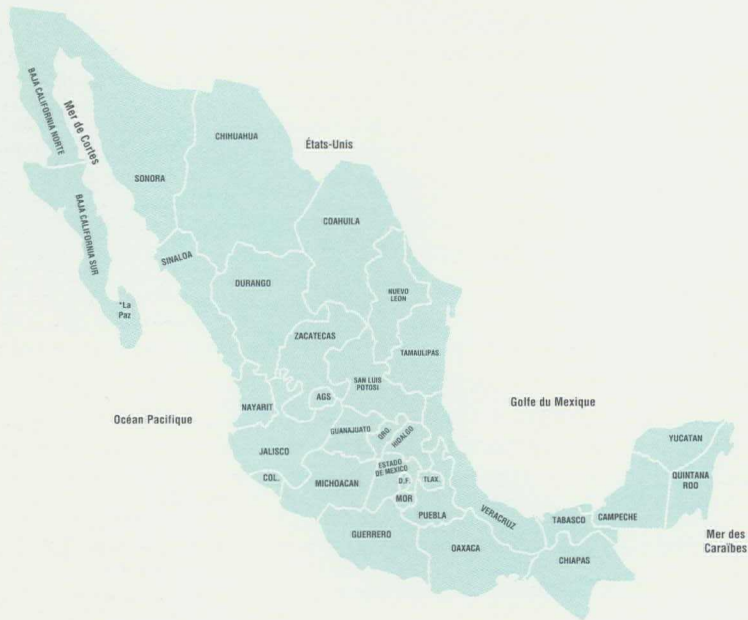 BAJA CALIFORNIA NORTE
Mer de Cortes
CHIHUAHUA
États-Unis
SONORA
COAHUILA
BAJA CALIFORNIA SUR
SINALOA
DURANGO
NUEVO
LEON
*La
Paz
ZACATECAS
TAMAULIPAS
SAN LUIS
POTOSI
AGS
NAYARIT
Golfe du Mexique
Océan Pacifique
GUANAJUATO
QRO.
HIDALGO
YUCATAN
JALISCO
ESTADO
DE MEXICO
QUINTANA
ROO
COL.
MICHOACAN
D.F.
TLAX.
MOR
PUEBLA
VERACRUZ
TABASCO
CAMPECHE
GUERRERO
OAXACA
CHIAPAS
Mer des
Caraïbes